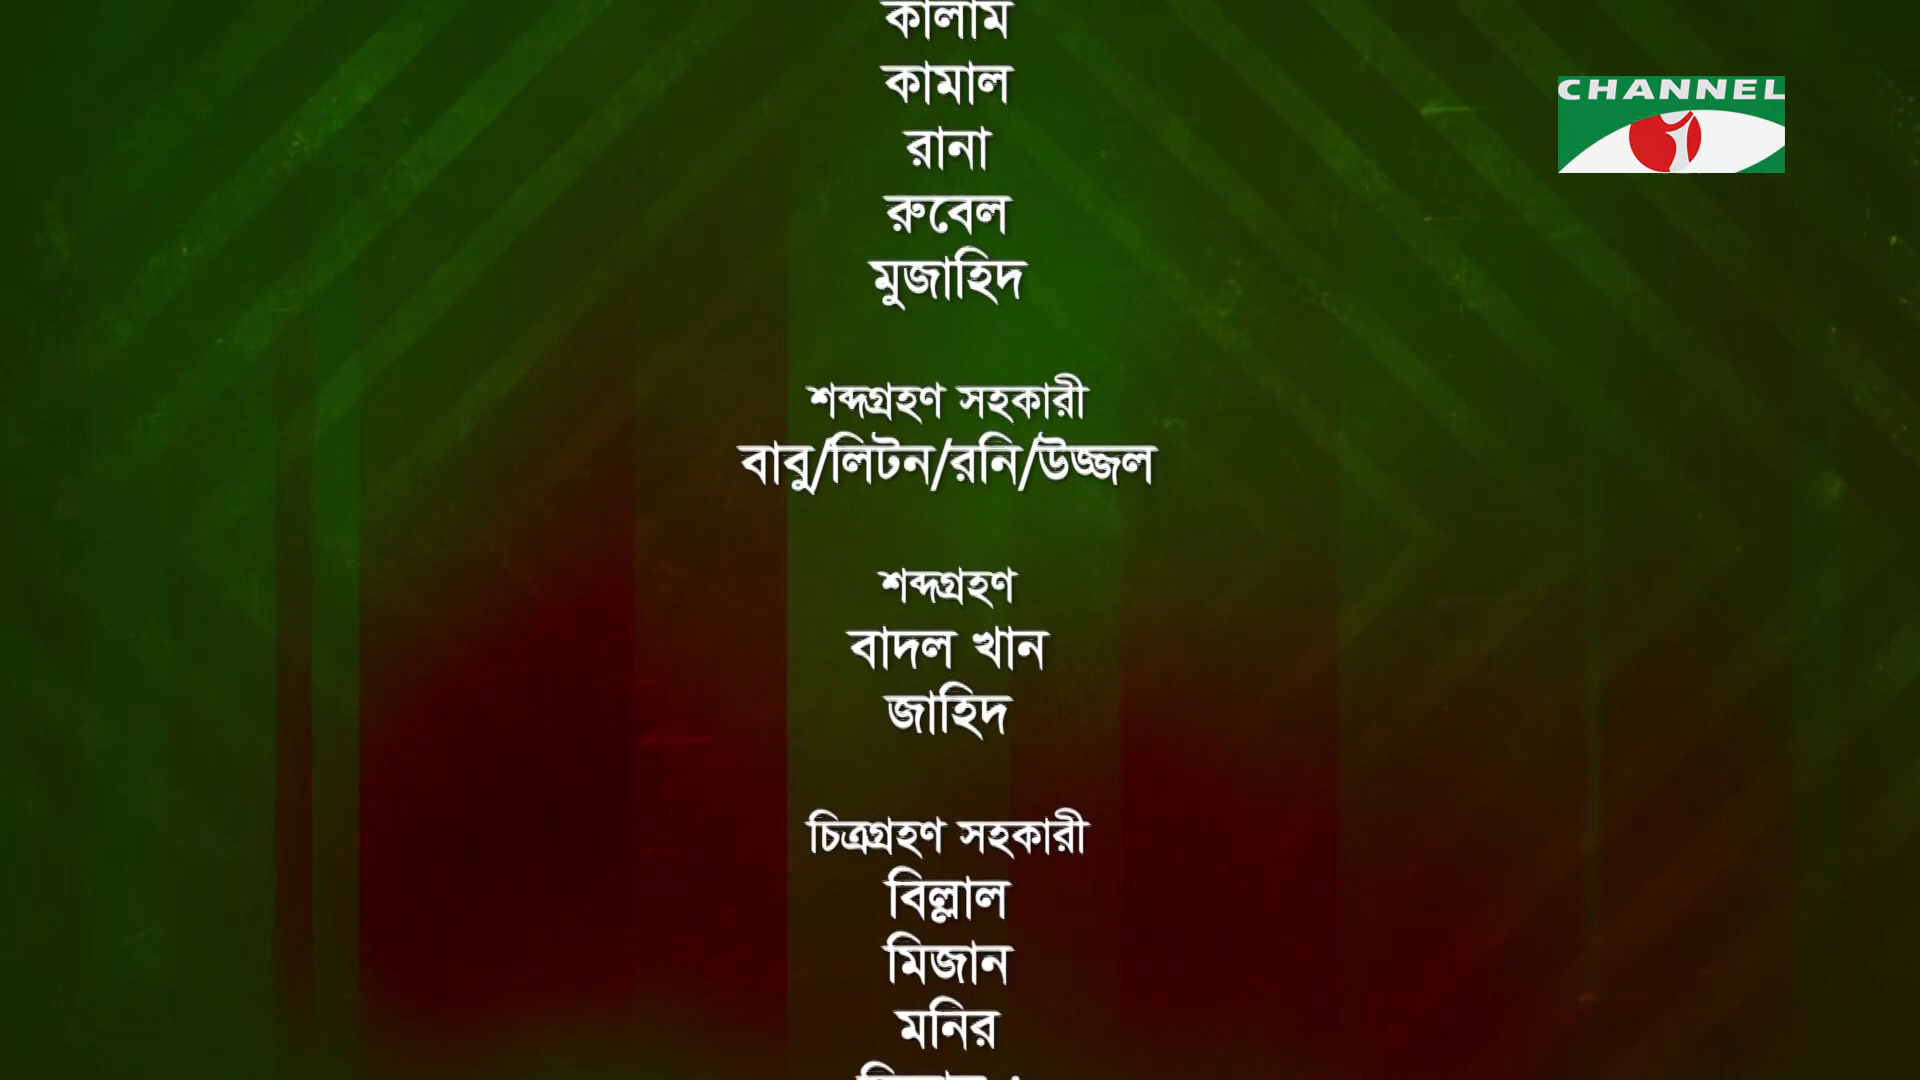 কালাম
কামাল
রানা
রুবেল
মুজাহিদ
শব্দগ্রহণ সহকারী
বাবু/লিটন/রনি/উজ্জল
শব্দগ্রহণ
বাদল খান
জাহিদ
চিত্রগ্রহণ সহকারী
বিল্লাল
মিজান
মনির
CHANNEL i